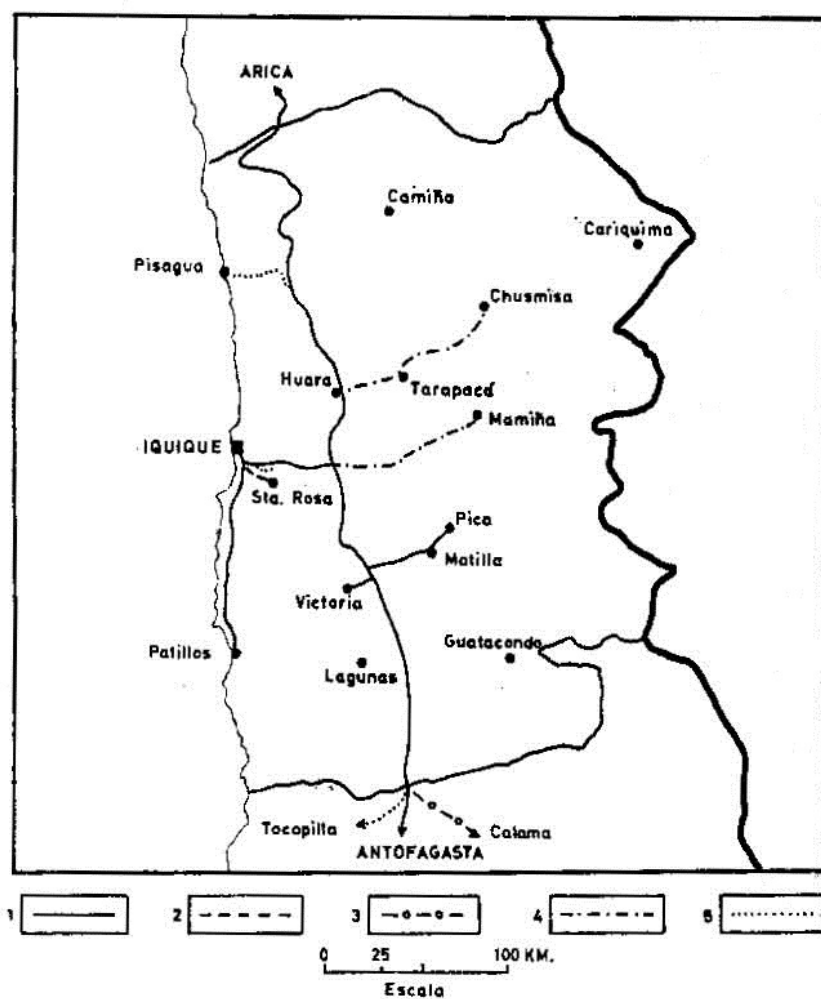 ARICA
Camiña
Cariquima
Pisagua
Chusmisa
Huara
Tarapacá
Mamiña
IQUIQUE
Sta. Rosa
Pica
Matilla
Victoria
Patillos
Guatacondo
Lagunas
Tocopilla
Calama
ANTOFAGASTA
1 2 3 4 5
0 25 100 KM.
Escala